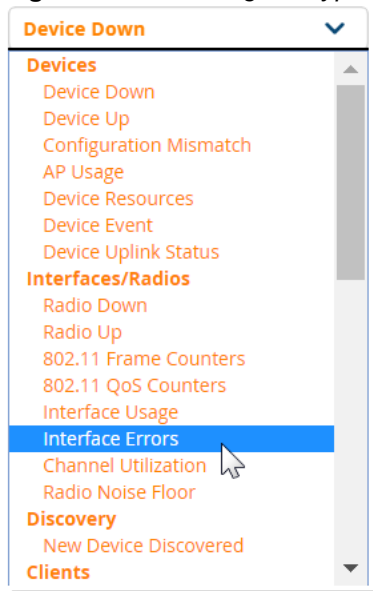 Device Down
Devices
Device Down
Device Up
Configuration Mismatch
AP Usage
Device Resources
Device Event
Device Uplink Status
Interfaces/Radios
Radio Down
Radio Up
802.11 Frame Counters
802.11 QoS Counters
Interface Usage
Interface Errors
Channel Utilization
Radio Noise Floor
Discovery
New Device Discovered
Clients